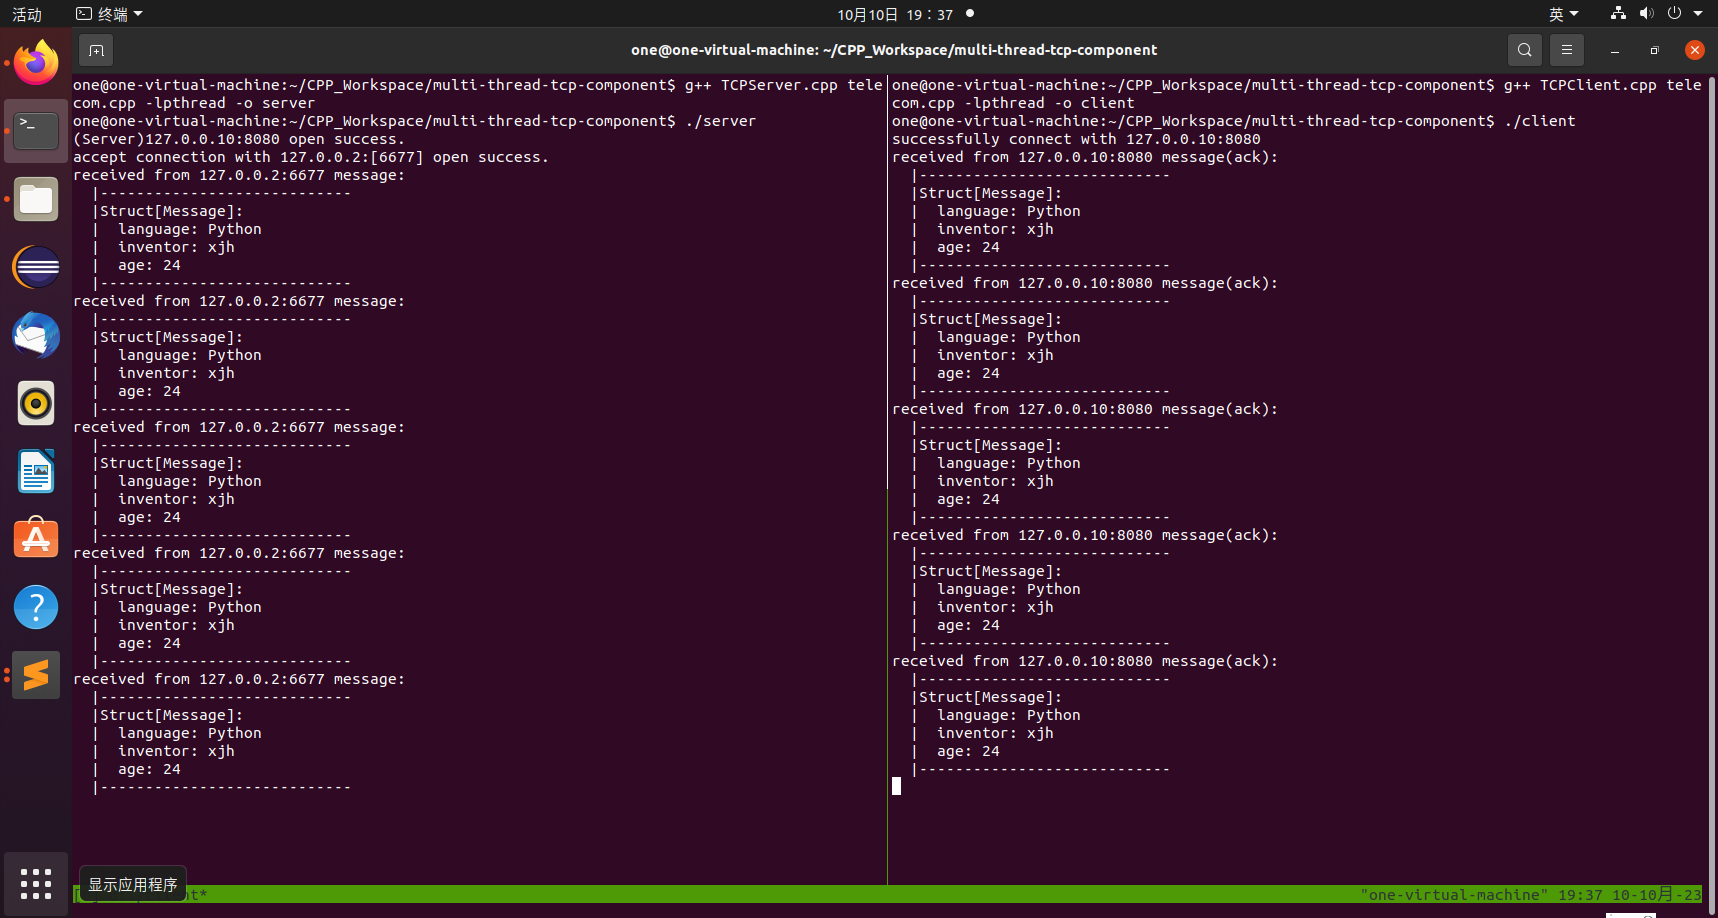 活动
终端
10月10日 19：37
英
one@one-virtual-machine: ~/CPP_Workspace/multi-thread-tcp-component
one@one-virtual-machine:~/CPP_Workspace/multi-thread-tcp-component$ g++ TCPServer.cpp tele
com.cpp -lpthread -o server
one@one-virtual-machine:~/CPP_Workspace/multi-thread-tcp-component$ ./server
(Server)127.0.0.10:8080 open success.
accept connection with 127.0.0.2:[6677] open success.
received from 127.0.0.2:6677 message:
|----------------------------
|Struct[Message]:
|  language: Python
|  inventor: xjh
|  age: 24
|----------------------------
received from 127.0.0.2:6677 message:
|----------------------------
|Struct[Message]:
|  language: Python
|  inventor: xjh
|  age: 24
|----------------------------
received from 127.0.0.2:6677 message:
|----------------------------
|Struct[Message]:
|  language: Python
|  inventor: xjh
|  age: 24
|----------------------------
received from 127.0.0.2:6677 message:
|----------------------------
|Struct[Message]:
|  language: Python
|  inventor: xjh
|  age: 24
|----------------------------
received from 127.0.0.2:6677 message:
|----------------------------
|Struct[Message]:
|  language: Python
|  inventor: xjh
|  age: 24
|----------------------------
one@one-virtual-machine:~/CPP_Workspace/multi-thread-tcp-component$ g++ TCPClient.cpp tele
com.cpp -lpthread -o client
one@one-virtual-machine:~/CPP_Workspace/multi-thread-tcp-component$ ./client
successfully connect with 127.0.0.10:8080
received from 127.0.0.10:8080 message(ack):
|----------------------------
|Struct[Message]:
|  language: Python
|  inventor: xjh
|  age: 24
|----------------------------
received from 127.0.0.10:8080 message(ack):
|----------------------------
|Struct[Message]:
|  language: Python
|  inventor: xjh
|  age: 24
|----------------------------
received from 127.0.0.10:8080 message(ack):
|----------------------------
|Struct[Message]:
|  language: Python
|  inventor: xjh
|  age: 24
|----------------------------
received from 127.0.0.10:8080 message(ack):
|----------------------------
|Struct[Message]:
|  language: Python
|  inventor: xjh
|  age: 24
|----------------------------
received from 127.0.0.10:8080 message(ack):
|----------------------------
|Struct[Message]:
|  language: Python
|  inventor: xjh
|  age: 24
|----------------------------
显示应用程序
"one-virtual-machine" 19:37 10-10月-23